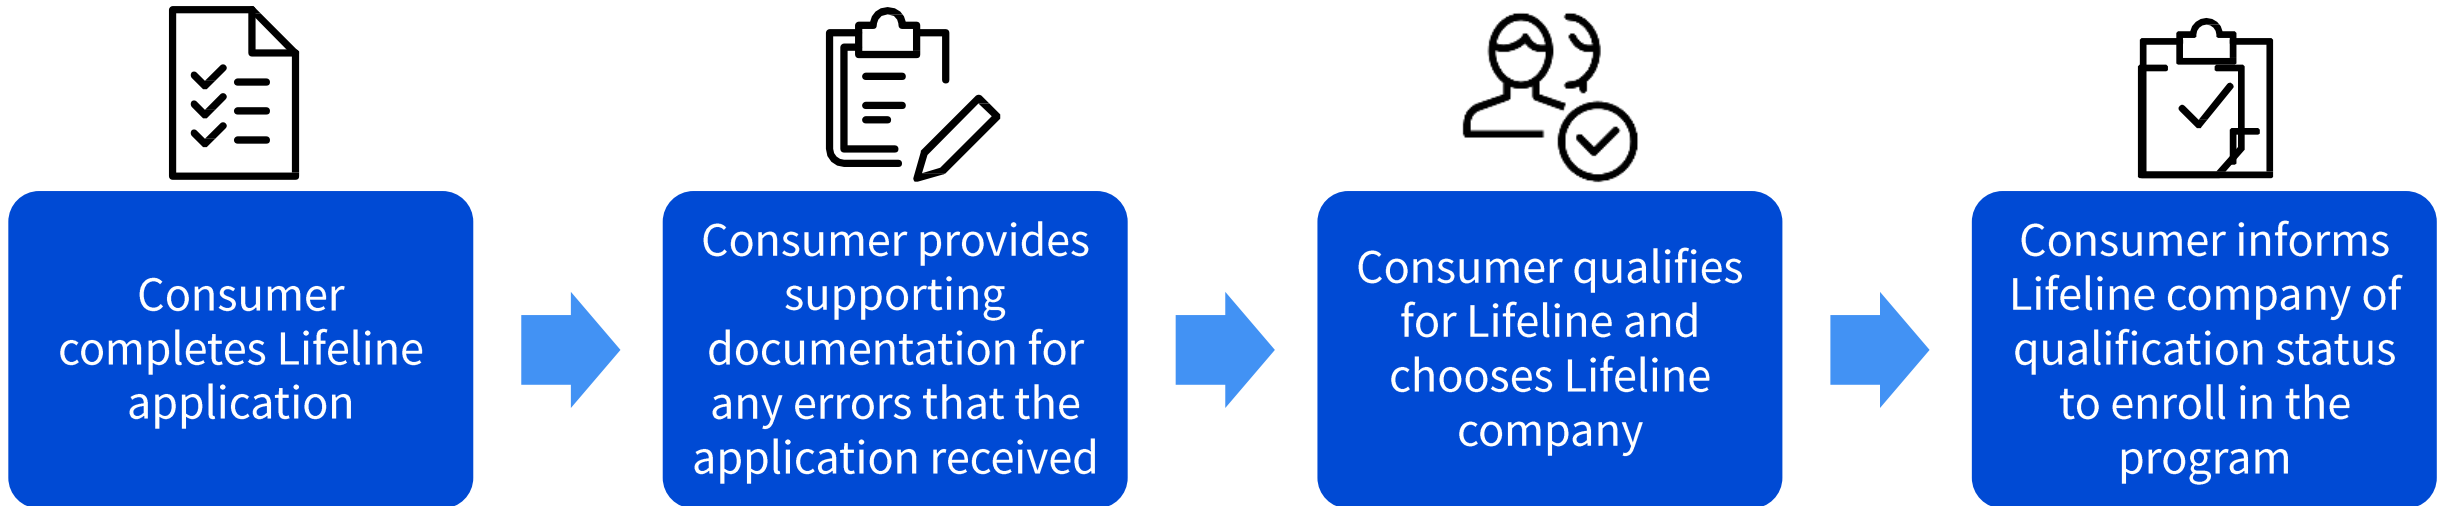 Consumer
completes Lifeline
application
Consumer provides
supporting
documentation for
any errors that the
application received
Consumer qualifies
for Lifeline and
chooses Lifeline
company
Consumer informs
Lifeline company of
qualification status
to enroll in the
program